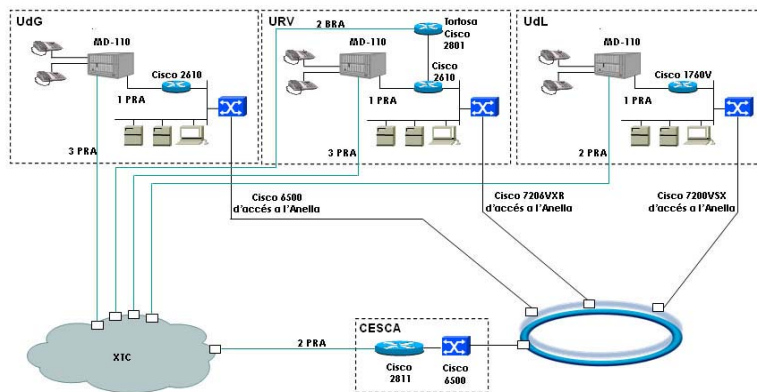 UdG
MD-110
Cisco 2610
1 PRA
3 PRA
URV
2 BRA
Tortosa
Cisco
2801
MD-110
Cisco
2610
1 PRA
3 PRA
UdL
MD-110
Cisco 1760V
1 PRA
2 PRA
Cisco 6500
d'accés a l'Anella
Cisco 7206VXR
d'accés a l'Anella
Cisco 7200VSX
d'accés a l'Anella
XTC
2 PRA
CESCA
Cisco
2811
Cisco
6500